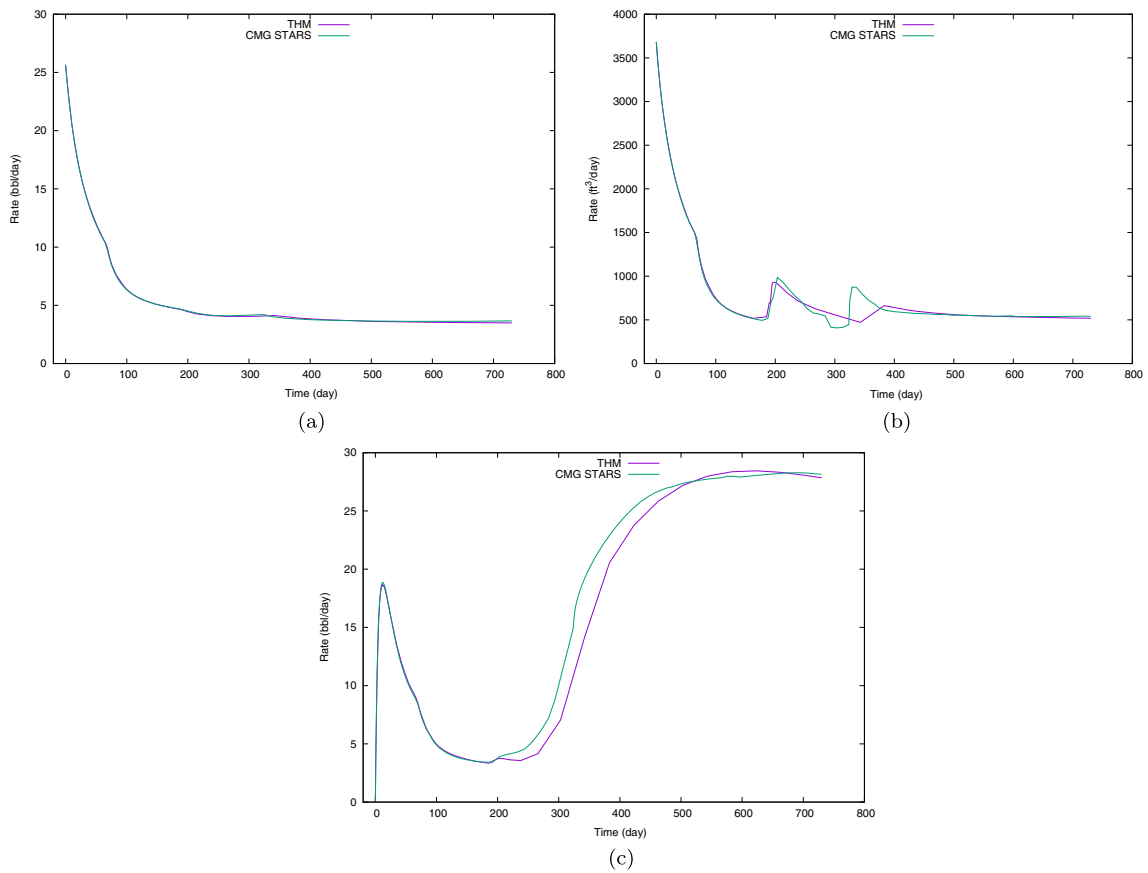 THM
CMG STARS
30
25
20
15
10
5
0
0 100 200 300 400 500 600 700 800
Rate (bbl/day)
Time (day)
(a)
THM
CMG STARS
4000
3500
3000
2500
2000
1500
1000
500
0
0 100 200 300 400 500 600 700 800
Rate (ft³/day)
Time (day)
(b)
THM
CMG STARS
30
25
20
15
10
5
0
0 100 200 300 400 500 600 700 800
Rate (bbl/day)
Time (day)
(c)